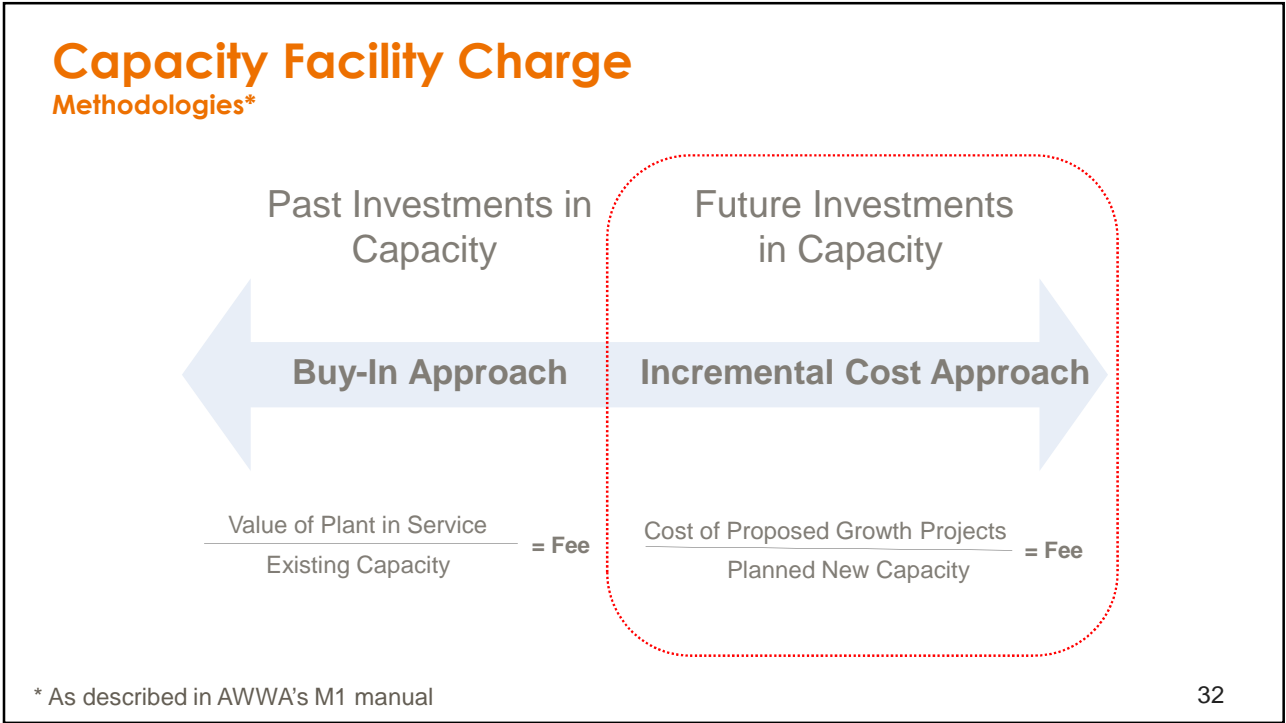 Capacity Facility Charge
Methodologies*
Past Investments in
Capacity
Future Investments
in Capacity
Buy-In Approach
Incremental Cost Approach
Value of Plant in Service
Existing Capacity
= Fee
Cost of Proposed Growth Projects
Planned New Capacity
= Fee
* As described in AWWA's M1 manual
32